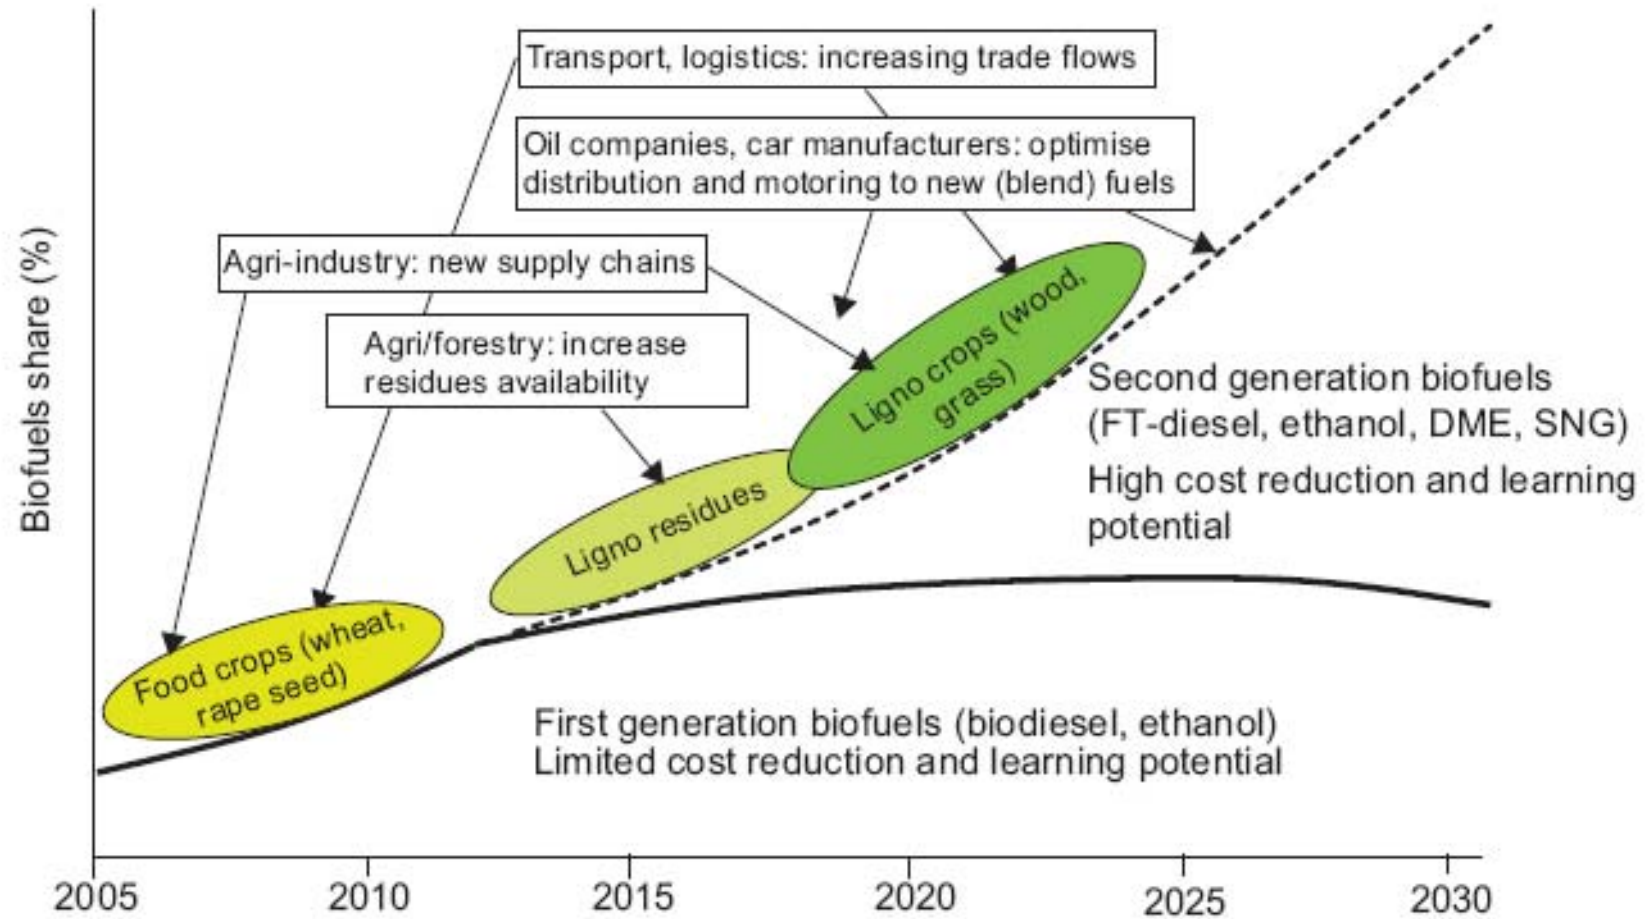 Transport, logistics: increasing trade flows
Oil companies, car manufacturers: optimise
distribution and motoring to new (blend) fuels
Agri-industry: new supply chains
Agri/forestry: increase
residues availability
Biofuels share (%)
Ligno crops (wood,
grass)
Ligno residues
Food crops (wheat,
rape seed)
Second generation biofuels
(FT-diesel, ethanol, DME, SNG)
High cost reduction and learning
potential
First generation biofuels (biodiesel, ethanol)
Limited cost reduction and learning potential
2005 2010 2015 2020 2025 2030